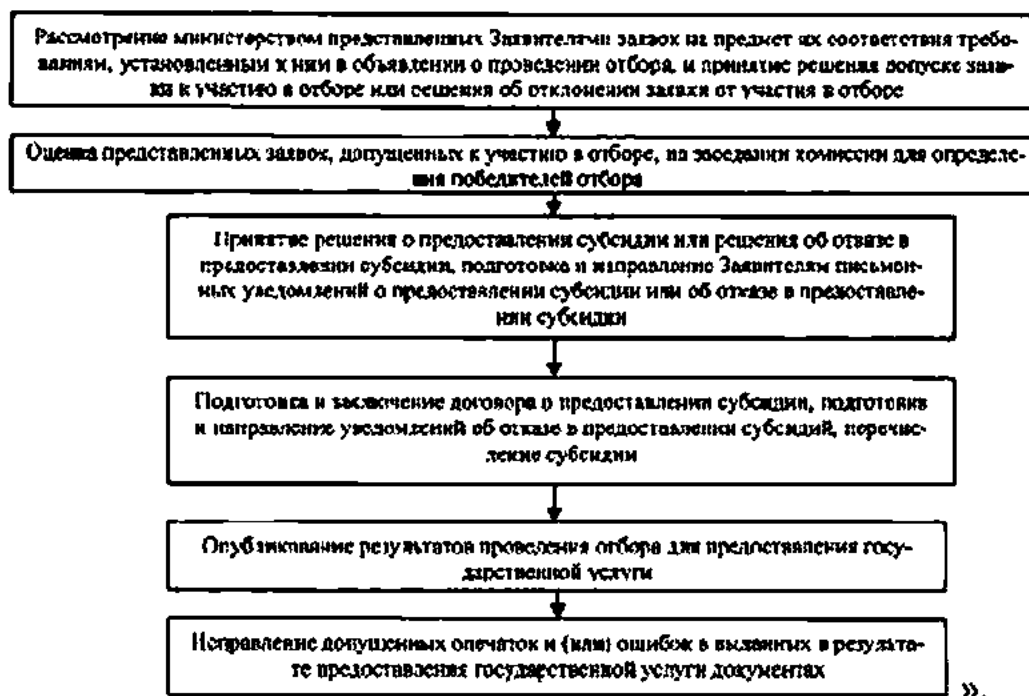 Рассмотрение министерством представленных Заявителями заявок на предмет их соответствия требо-
ваниям, установленным к ним в объявлении о проведении отбора, и принятие решения допуске заяв-
ки к участию в отборе или решения об отклонении заявки от участия в отборе
Оценка представленных заявок, допущенных к участию в отборе, на заседании комиссии для определе-
ния победителей отбора
Принятие решения о предоставлении субсидии или решения об отказе в
предоставлении субсидии, подготовка и направление Заявителям письмен-
ных уведомлений о предоставлении субсидии или об отказе в предоставле-
нии субсидии
Подготовка и заключение договора о предоставлении субсидии, подготовка
и направление уведомлений об отказе в предоставлении субсидий, перечис-
ление субсидии
Опубликование результатов проведения отбора для предоставления госу-
дарственной услуги
Исправление допущенных опечаток и (или) ошибок в выданных в результа-
те предоставления государственной услуги документах
».